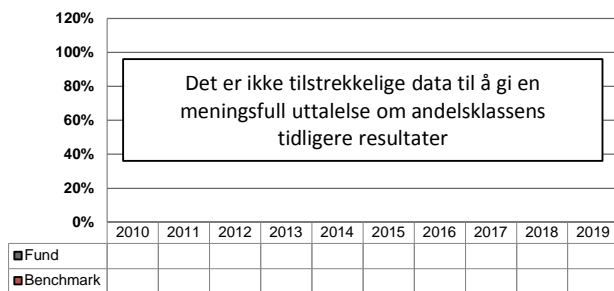 120%
100%
80%
60%
40%
20%
0%
Det er ikke tilstrekkelige data til å gi en
meningsfull uttalelse om andelsklassens
tidligere resultater
2010 2011 2012 2013 2014 2015 2016 2017 2018 2019
Fund
Benchmark